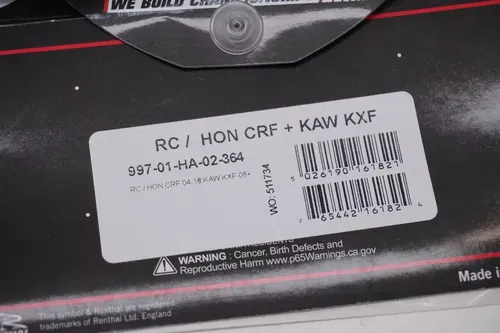 WE BUILD CHAMPIONSHIP
RC / HON CRF + KAW KXF
997-01-HA-02-364
RC / HON CRF 04-18 KAW KXF 06+
WO: 511734
5 026190 161821
7 65442 16182 4
WARNING : Cancer, Birth Defects and
Reproductive Harm www.p65Warnings.ca.gov
This symbol & Renthal are registered
trademarks of Renthal Ltd. England
Made in